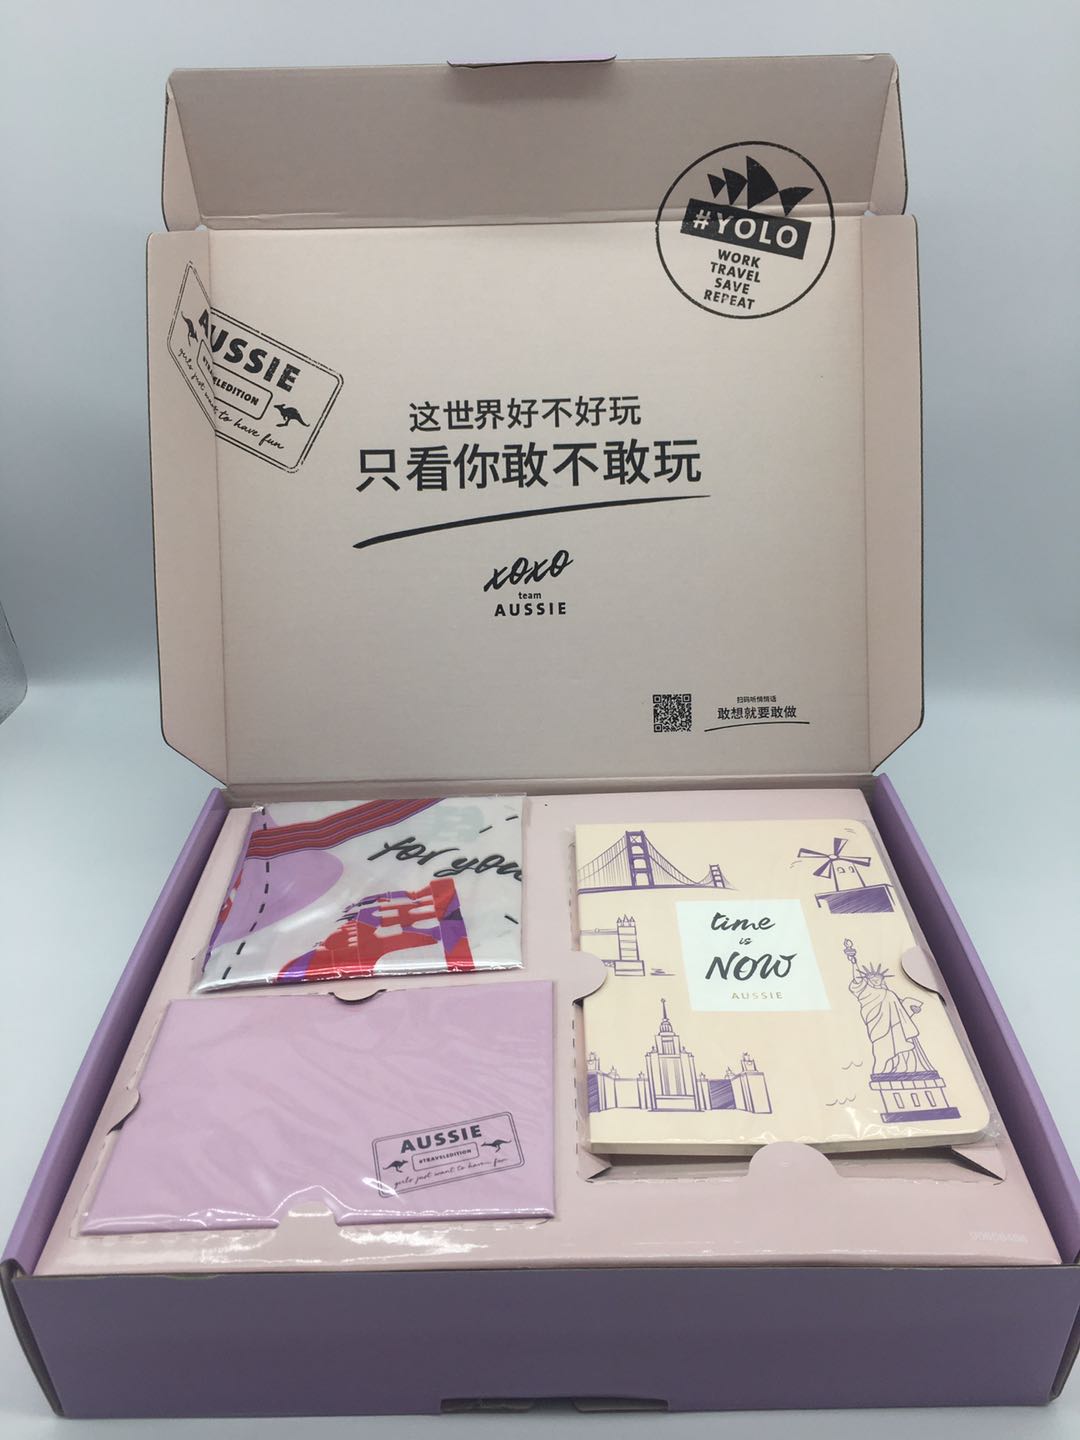 #YOLO
WORK
TRAVEL
SAVE
REPEAT
AUSSIE
#TRAVELEDITION
girls just want to have fun
这世界好不好玩
只看你敢不敢玩
xoxo
team
AUSSIE
扫码听悄悄话
敢想就要敢做
for you
time
is
NOW
AUSSIE
AUSSIE
#TRAVELEDITION
girls just want to have fun